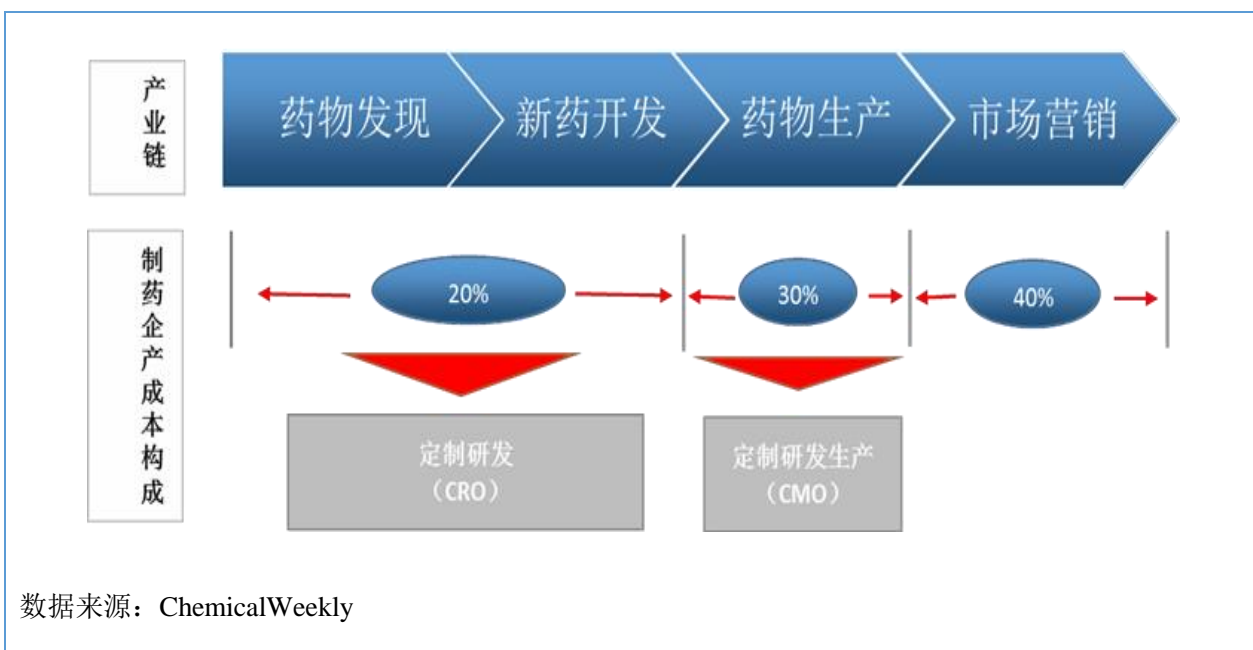 产业链
药物发现
新药开发
药物生产
市场营销
制药企产成本构成
20%
30%
40%
定制研发
（CRO）
定制研发生产
（CMO）
数据来源：ChemicalWeekly